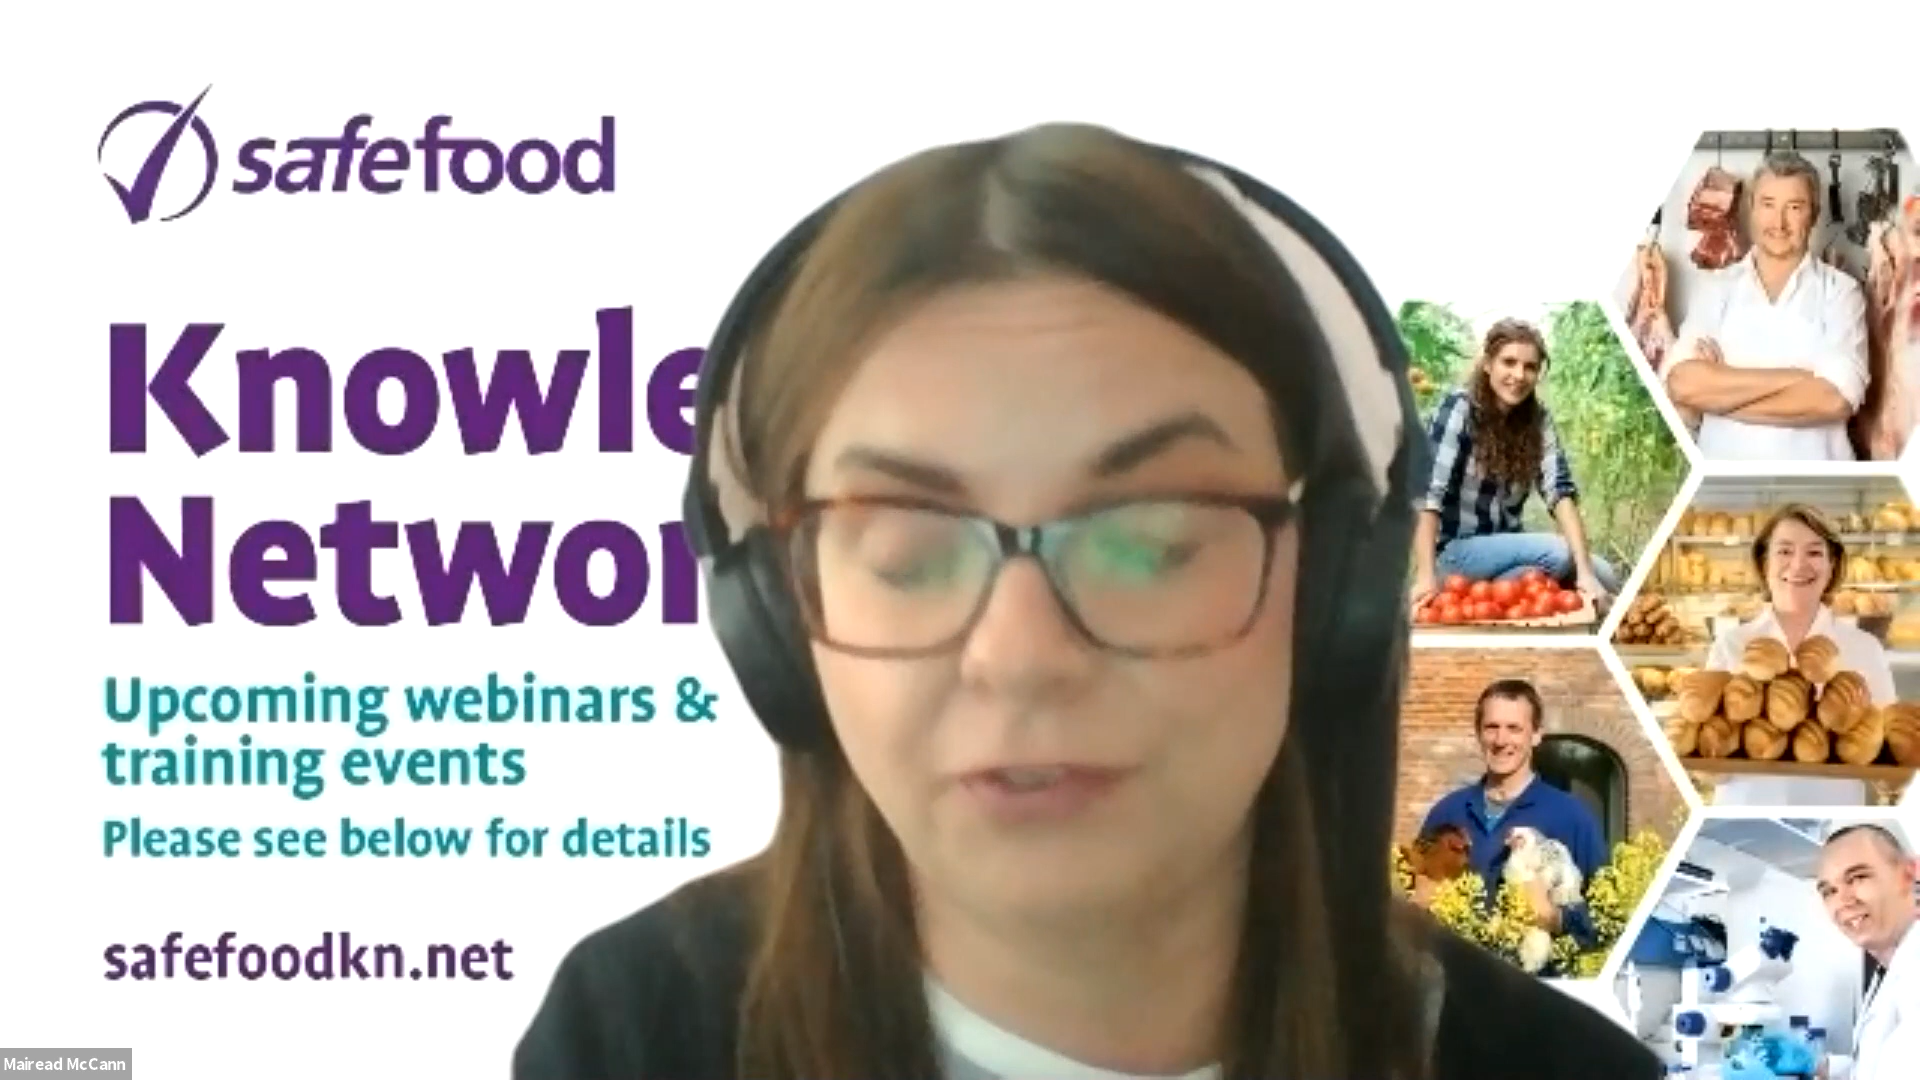 safefood
Knowle
Networ
Upcoming webinars &
training events
Please see below for details
safefoodkn.net
Mairead McCann